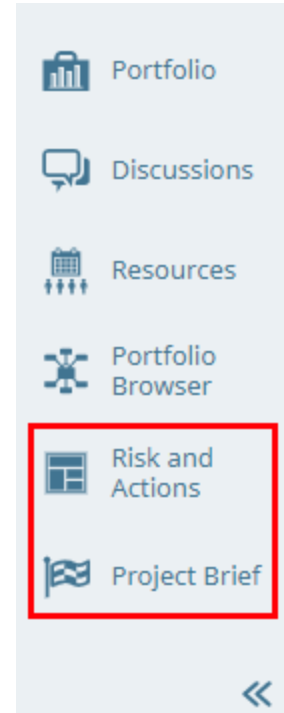 Portfolio
Discussions
Resources
Portfolio
Browser
Risk and
Actions
Project Brief